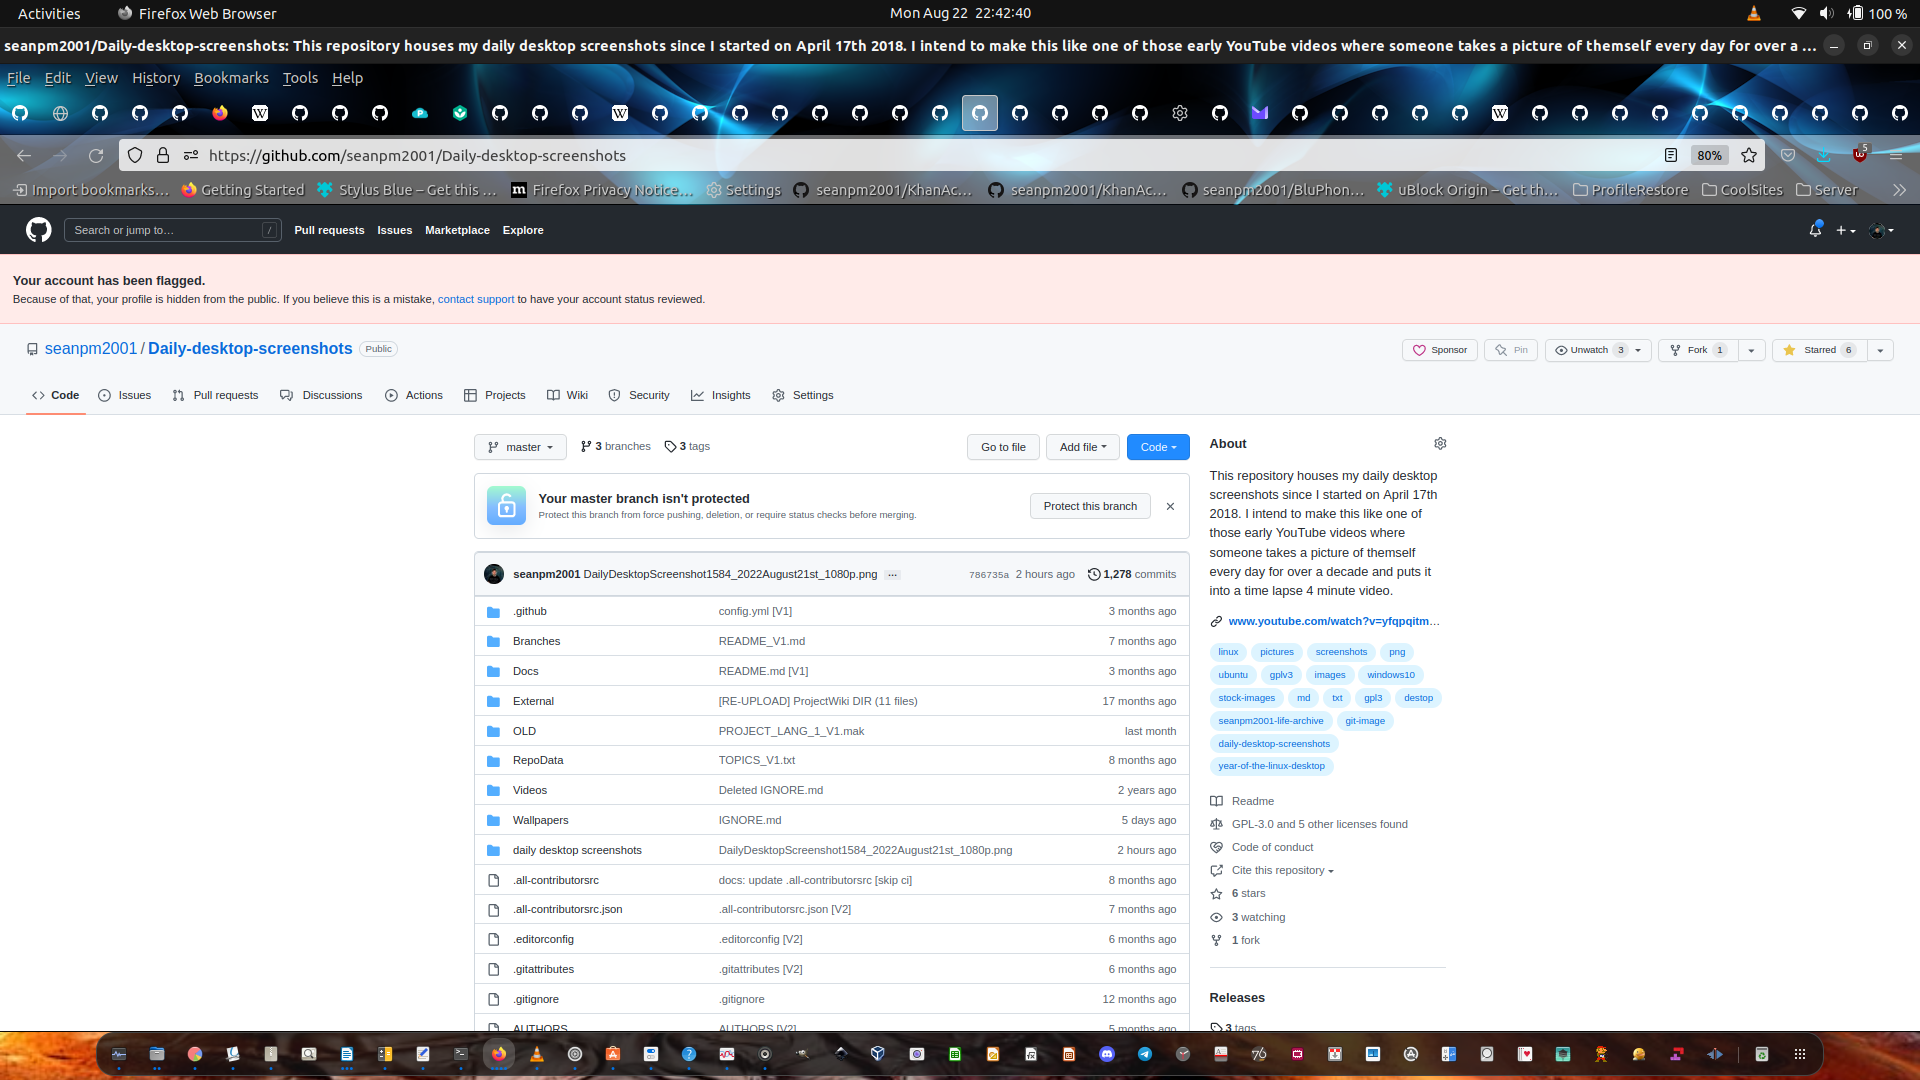 Activities
Firefox Web Browser
Mon Aug 22 22:42:40
100 %
seanpm2001/Daily-desktop-screenshots: This repository houses my daily desktop screenshots since I started on April 17th 2018. I intend to make this like one of those early YouTube videos where someone takes a picture of themself every day for over a ...
File Edit View History Bookmarks Tools Help
https://github.com/seanpm2001/Daily-desktop-screenshots
80%
5
Import bookmarks...
Getting Started
Stylus Blue – Get this ...
Firefox Privacy Notice...
Settings
seanpm2001/KhanAc...
seanpm2001/KhanAc...
seanpm2001/BluPhon...
uBlock Origin – Get th...
ProfileRestore
CoolSites
Server
Search or jump to...
/
Pull requests Issues Marketplace Explore
Your account has been flagged.
Because of that, your profile is hidden from the public. If you believe this is a mistake, contact support to have your account status reviewed.
seanpm2001 / Daily-desktop-screenshots Public
Sponsor
Pin
Unwatch 3
Fork 1
Starred 6
Code Issues Pull requests Discussions Actions Projects Wiki Security Insights Settings
master
3 branches
3 tags
Go to file
Add file
Code
Your master branch isn't protected
Protect this branch from force pushing, deletion, or require status checks before merging.
Protect this branch
seanpm2001 DailyDesktopScreenshot1584_2022August21st_1080p.png ...
786735a 2 hours ago
1,278 commits
.github config.yml [V1] 3 months ago
Branches README_V1.md 7 months ago
Docs README.md [V1] 3 months ago
External [RE-UPLOAD] ProjectWiki DIR (11 files) 17 months ago
OLD PROJECT_LANG_1_V1.mak last month
RepoData TOPICS_V1.txt 8 months ago
Videos Deleted IGNORE.md 2 years ago
Wallpapers IGNORE.md 5 days ago
daily desktop screenshots DailyDesktopScreenshot1584_2022August21st_1080p.png 2 hours ago
.all-contributorsrc docs: update .all-contributorsrc [skip ci] 8 months ago
.all-contributorsrc.json .all-contributorsrc.json [V2] 7 months ago
.editorconfig .editorconfig [V2] 6 months ago
.gitattributes .gitattributes [V2] 6 months ago
.gitignore .gitignore 12 months ago
AUTHORS AUTHORS [V2] 5 months ago
About
This repository houses my daily desktop
screenshots since I started on April 17th
2018. I intend to make this like one of
those early YouTube videos where
someone takes a picture of themself
every day for over a decade and puts it
into a time lapse 4 minute video.
www.youtube.com/watch?v=yfqpqitm...
linux pictures screenshots png
ubuntu gplv3 images windows10
stock-images md txt gpl3 destop
seanpm2001-life-archive git-image
daily-desktop-screenshots
year-of-the-linux-desktop
Readme
GPL-3.0 and 5 other licenses found
Code of conduct
Cite this repository
6 stars
3 watching
1 fork
Releases
3 tags